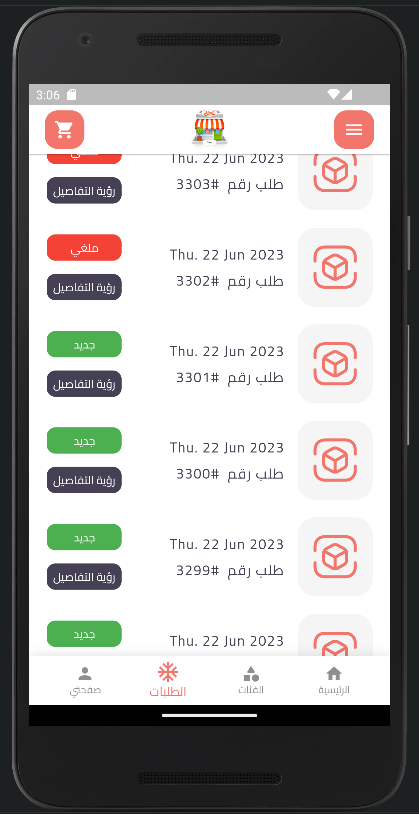 3:06
Thu. 22 Jun 2023
ملغي
طلب رقم #3303
رؤية التفاصيل
Thu. 22 Jun 2023
ملغي
طلب رقم #3302
رؤية التفاصيل
Thu. 22 Jun 2023
جديد
طلب رقم #3301
رؤية التفاصيل
Thu. 22 Jun 2023
جديد
طلب رقم #3300
رؤية التفاصيل
Thu. 22 Jun 2023
جديد
طلب رقم #3299
رؤية التفاصيل
Thu. 22 Jun 2023
جديد
الرئيسية
الفئات
الطلبات
صفحتي